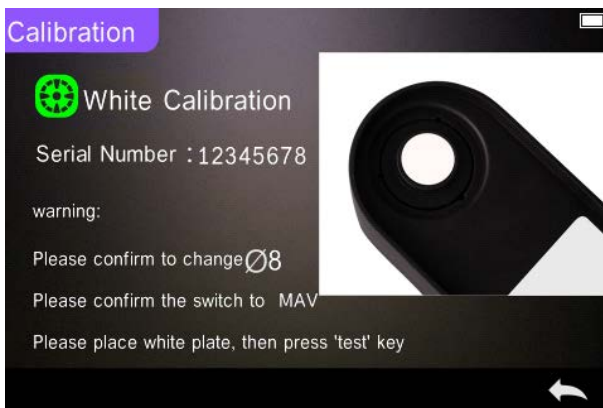 Calibration
White Calibration
Serial Number :12345678
warning:
Please confirm to change∅8
Please confirm the switch to MAV
Please place white plate, then press 'test' key